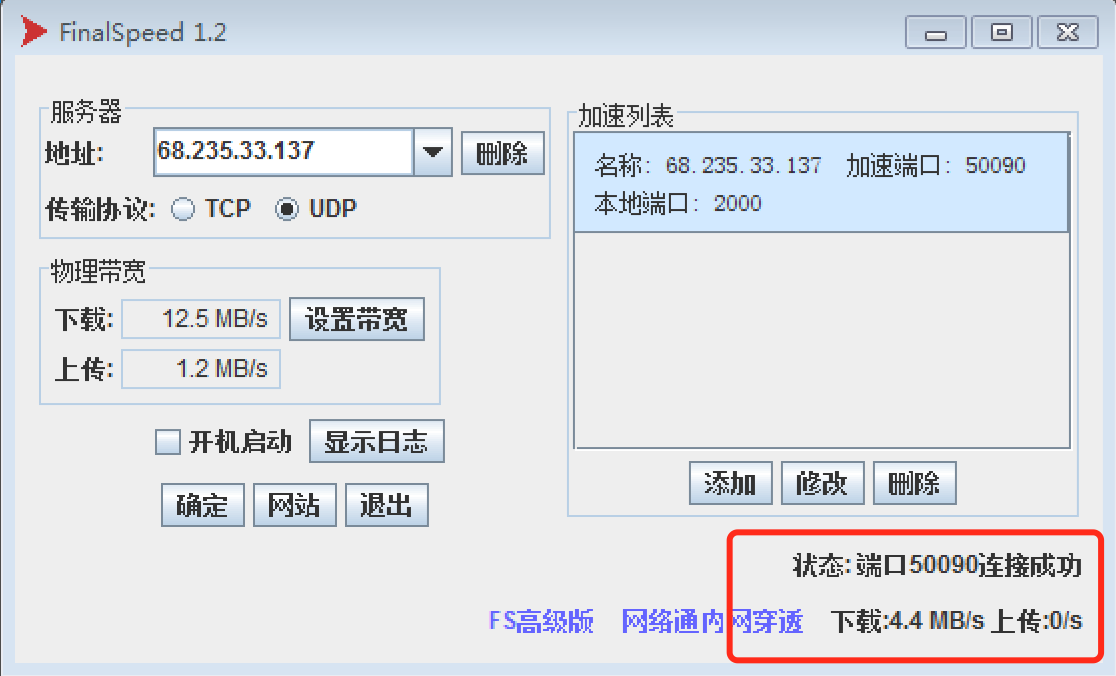 FinalSpeed 1.2
服务器
地址: 68.235.33.137 删除
传输协议: TCP UDP
物理带宽
下载: 12.5 MB/s 设置带宽
上传: 1.2 MB/s
开机启动 显示日志
确定 网站 退出
加速列表
名称: 68.235.33.137 加速端口: 50090
本地端口: 2000
添加 修改 删除
状态:端口50090连接成功
FS高级版 网络通内网穿透 下载:4.4 MB/s 上传:0/s